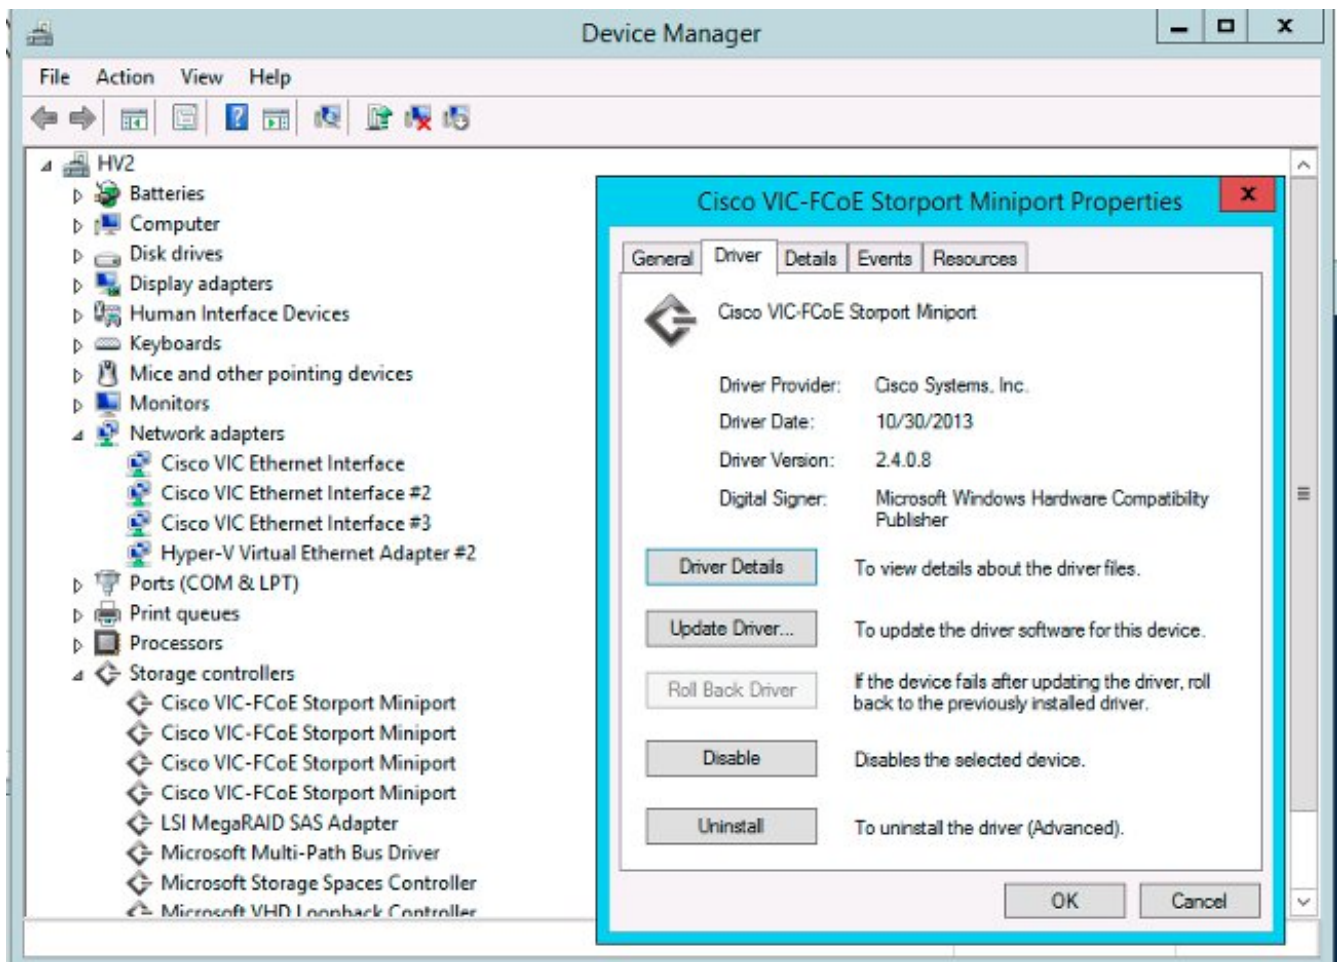 Device Manager
File Action View Help
HV2
Batteries
Computer
Disk drives
Display adapters
Human Interface Devices
Keyboards
Mice and other pointing devices
Monitors
Network adapters
Cisco VIC Ethernet Interface
Cisco VIC Ethernet Interface #2
Cisco VIC Ethernet Interface #3
Hyper-V Virtual Ethernet Adapter #2
Ports (COM & LPT)
Print queues
Processors
Storage controllers
Cisco VIC-FCoE Storport Miniport
Cisco VIC-FCoE Storport Miniport
Cisco VIC-FCoE Storport Miniport
Cisco VIC-FCoE Storport Miniport
LSI MegaRAID SAS Adapter
Microsoft Multi-Path Bus Driver
Microsoft Storage Spaces Controller
Microsoft VHD Loopback Controller
Cisco VIC-FCoE Storport Miniport Properties
General Driver Details Events Resources
Cisco VIC-FCoE Storport Miniport
Driver Provider: Cisco Systems, Inc.
Driver Date: 10/30/2013
Driver Version: 2.4.0.8
Digital Signer: Microsoft Windows Hardware Compatibility
Publisher
Driver Details To view details about the driver files.
Update Driver... To update the driver software for this device.
Roll Back Driver If the device fails after updating the driver, roll
back to the previously installed driver.
Disable Disables the selected device.
Uninstall To uninstall the driver (Advanced).
OK Cancel